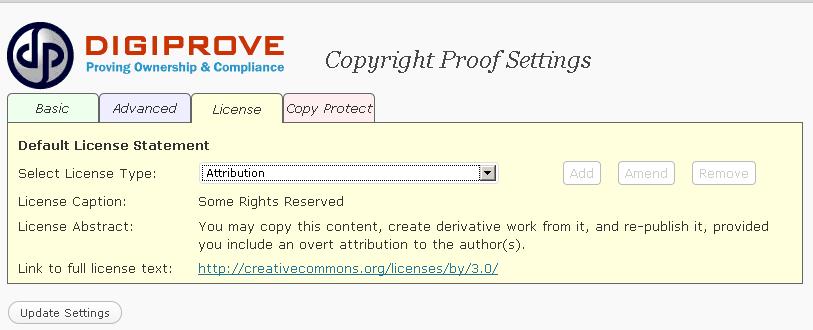 DIGIPROVE
Proving Ownership & Compliance
Copyright Proof Settings
Basic Advanced License Copy Protect
Default License Statement
Select License Type: Attribution Add Amend Remove
License Caption: Some Rights Reserved
License Abstract: You may copy this content, create derivative work from it, and re-publish it, provided
you include an overt attribution to the author(s).
Link to full license text: http://creativecommons.org/licenses/by/3.0/
Update Settings